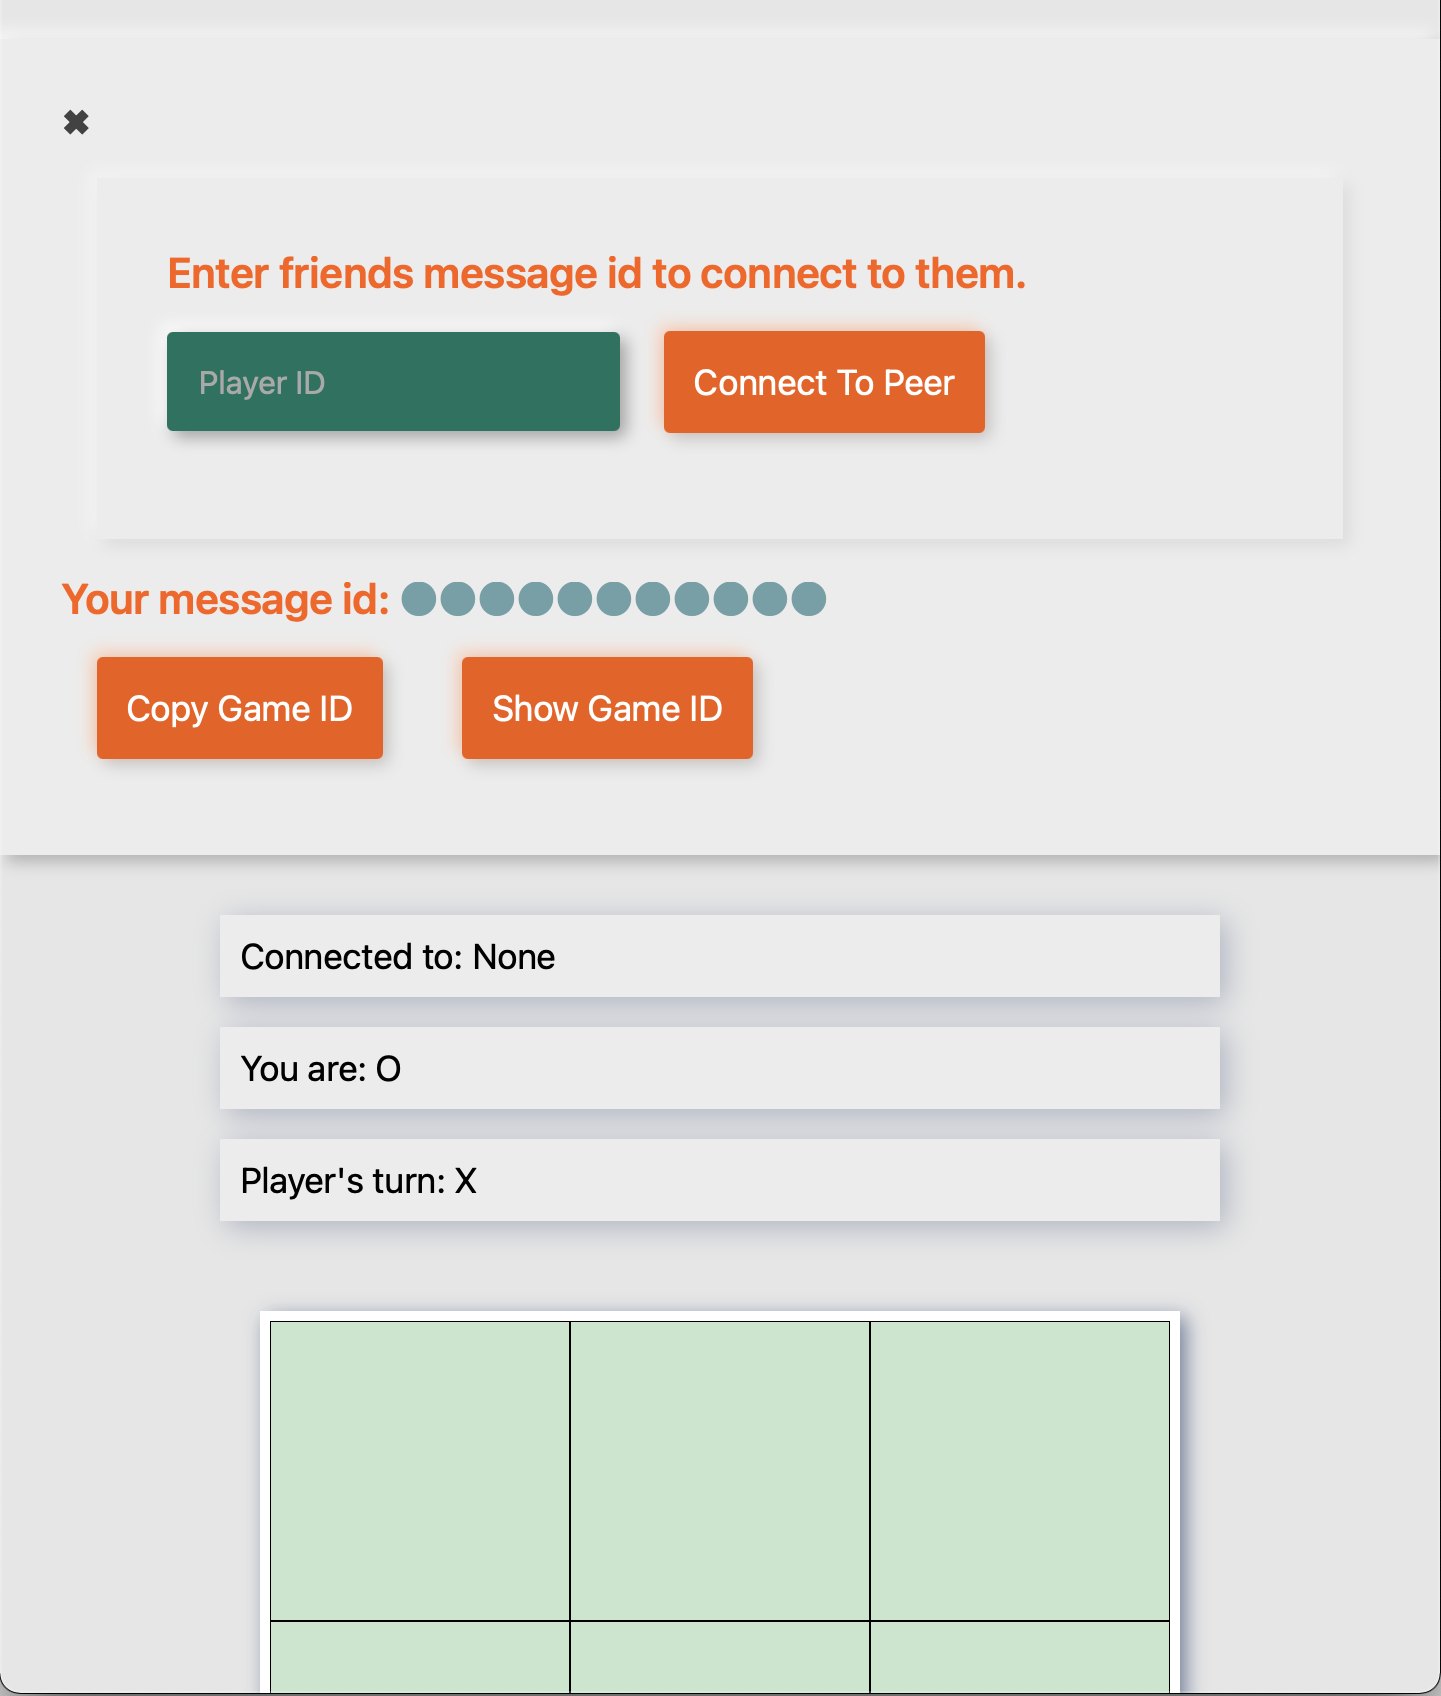 ✖
Enter friends message id to connect to them.
Player ID
Connect To Peer
Your message id: ●●●●●●●●●●●
Copy Game ID
Show Game ID
Connected to: None
You are: O
Player's turn: X